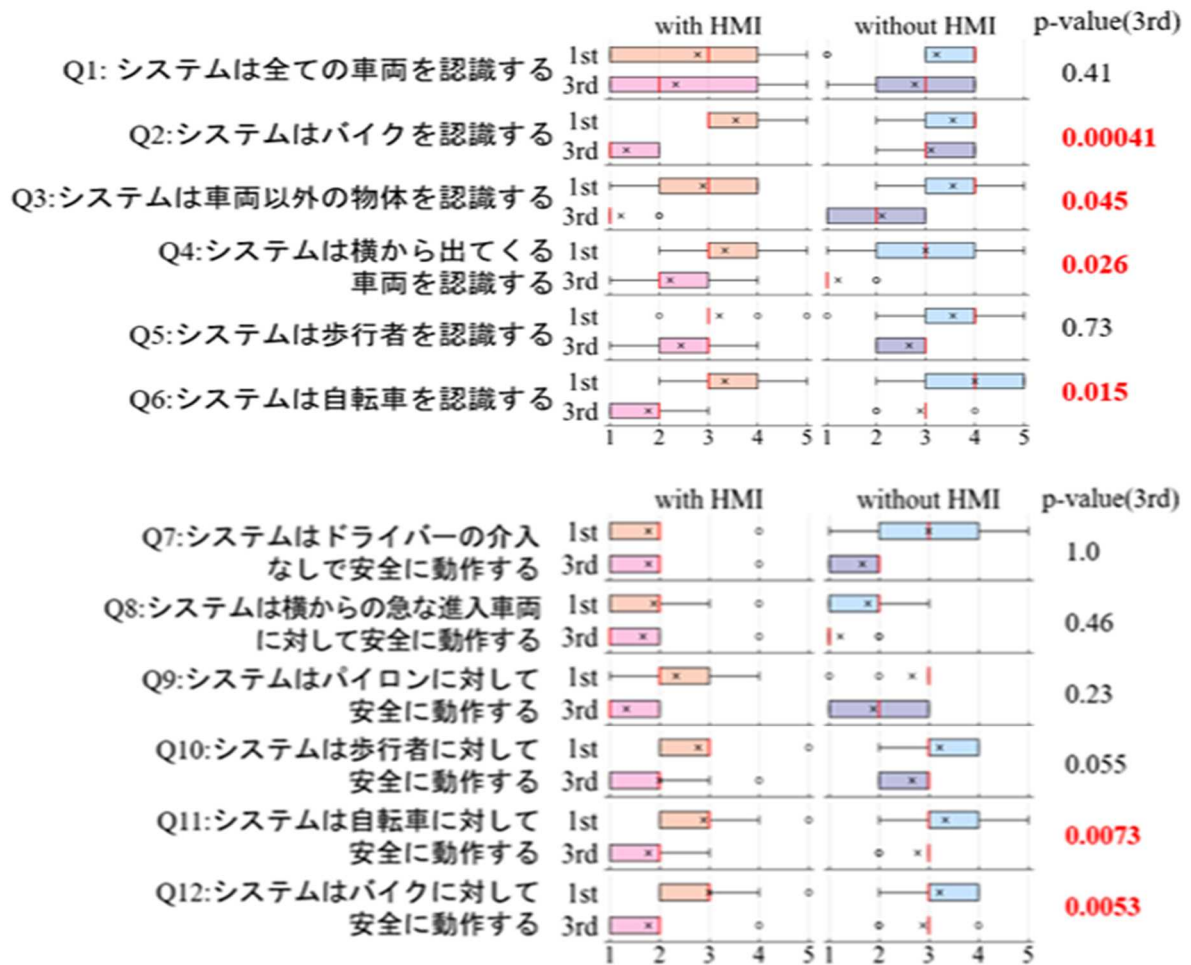 with HMI without HMI p-value(3rd)
Q1: システムは全ての車両を認識する 1st
3rd 0.41
Q2:システムはバイクを認識する 1st
3rd 0.00041
Q3:システムは車両以外の物体を認識する 1st
3rd 0.045
Q4:システムは横から出てくる 1st
車両を認識する 3rd 0.026
Q5:システムは歩行者を認識する 1st
3rd 0.73
Q6:システムは自転車を認識する 1st
3rd 0.015
1 2 3 4 5 1 2 3 4 5
with HMI without HMI p-value(3rd)
Q7:システムはドライバーの介入 1st
なしで安全に動作する 3rd 1.0
Q8:システムは横からの急な進入車両 1st
に対して安全に動作する 3rd 0.46
Q9:システムはパイロンに対して 1st
安全に動作する 3rd 0.23
Q10:システムは歩行者に対して 1st
安全に動作する 3rd 0.055
Q11:システムは自転車に対して 1st
安全に動作する 3rd 0.0073
Q12:システムはバイクに対して 1st
安全に動作する 3rd 0.0053
1 2 3 4 5 1 2 3 4 5